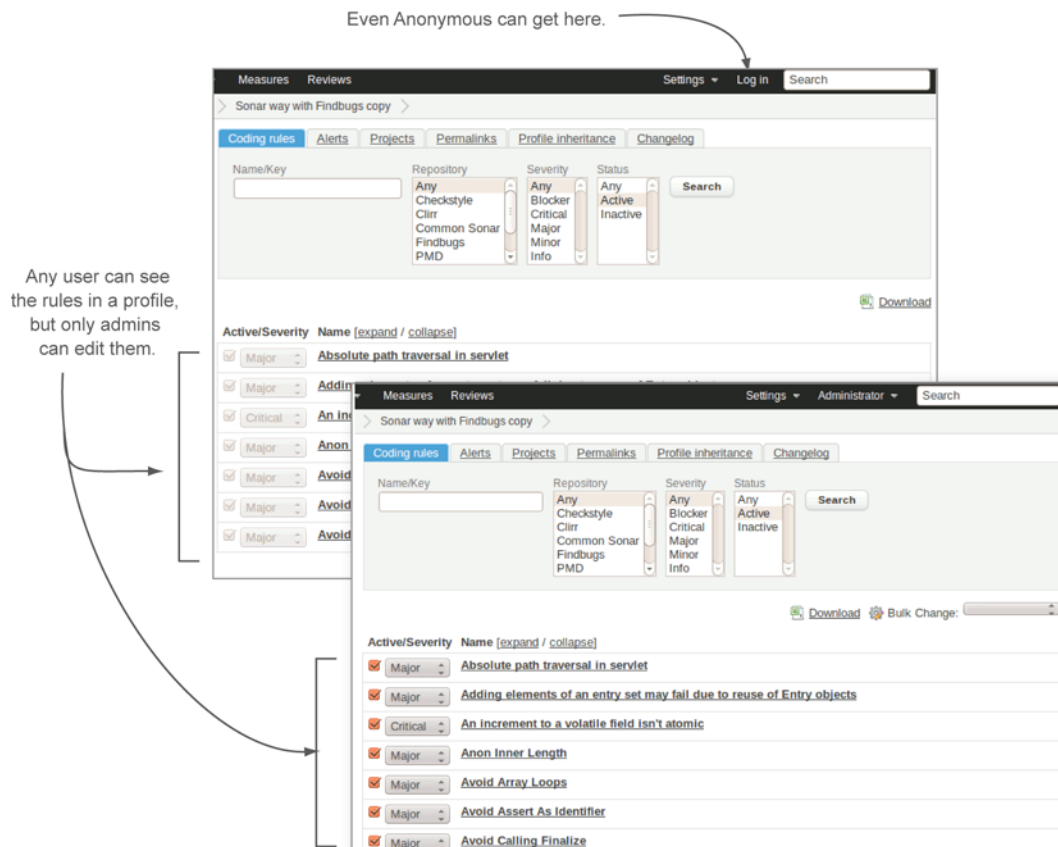 Even Anonymous can get here.
Measures Reviews Settings Log in Search
Sonar way with Findbugs copy
Coding rules Alerts Projects Permalinks Profile inheritance Changelog
Name/Key Repository Severity Status
Any Any Any Search
Checkstyle Blocker Active
Clirr Critical Inactive
Common Sonar Major
Findbugs Minor
PMD Info
Any user can see
the rules in a profile,
but only admins
can edit them.
Download
Active/Severity Name [expand / collapse]
Major Absolute path traversal in servlet
Major
Critical
Major Anon
Major Avoid
Major Avoid
Major Avoid
Measures Reviews Settings Administrator Search
Sonar way with Findbugs copy
Coding rules Alerts Projects Permalinks Profile inheritance Changelog
Name/Key Repository Severity Status
Any Any Any Search
Checkstyle Blocker Active
Clirr Critical Inactive
Common Sonar Major
Findbugs Minor
PMD Info
Download Bulk Change:
Active/Severity Name [expand / collapse]
Major Absolute path traversal in servlet
Major Adding elements of an entry set may fail due to reuse of Entry objects
Critical An increment to a volatile field isn't atomic
Major Anon Inner Length
Major Avoid Array Loops
Major Avoid Assert As Identifier
Major Avoid Calling Finalize